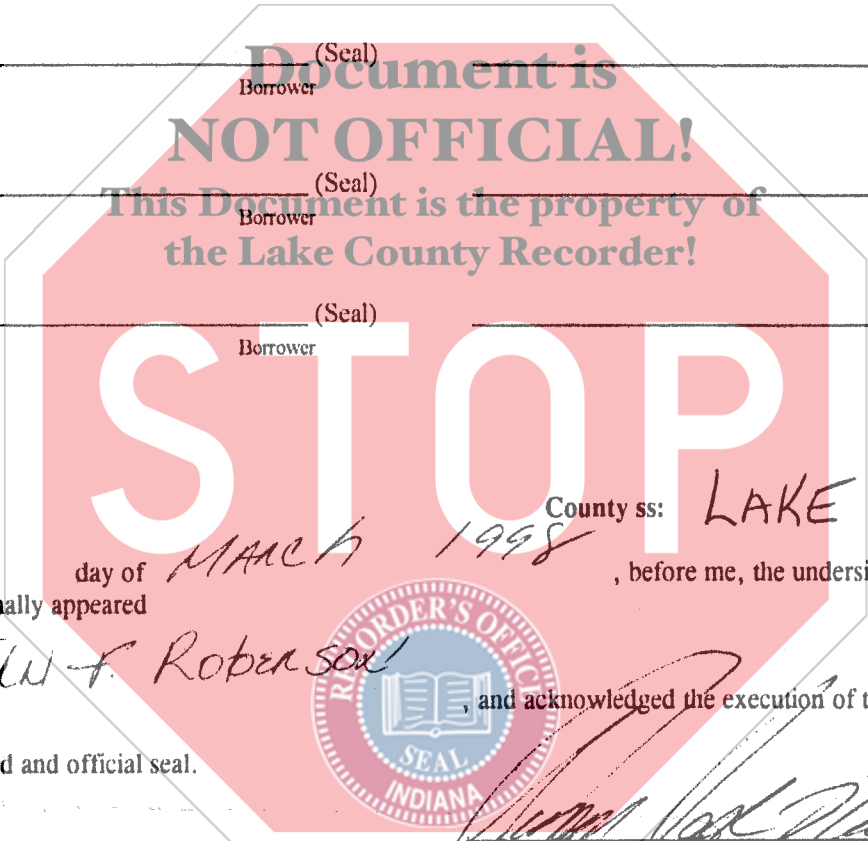 (Seal)
Borrower
Document is
NOT OFFICIAL!
(Seal)
This Document is the property of
Borrower
the Lake County Recorder!
(Seal)
Borrower
STOP
County ss: LAKE
day of MARCH 1998 , before me, the undersi
nally appeared
F. Roberson
, and acknowledged the execution of t
d and official seal.
RECORDER'S OFFICE
SEAL
INDIANA